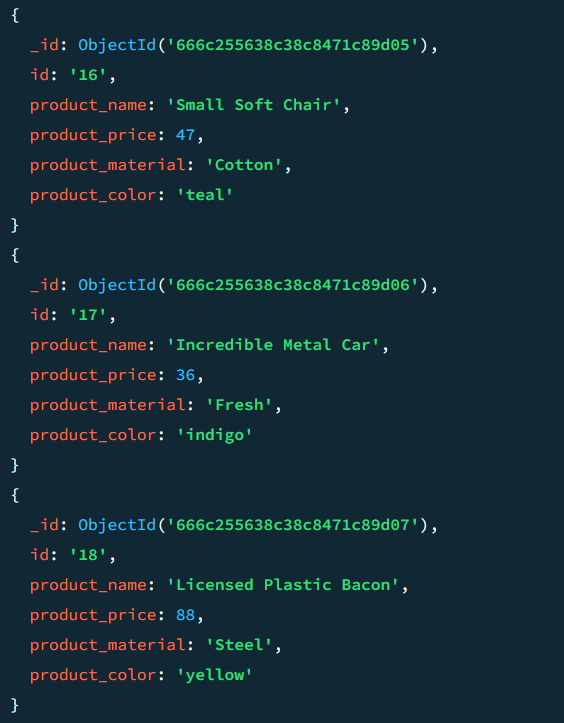 {
_id: ObjectId('666c255638c38c8471c89d05'),
id: '16',
product_name: 'Small Soft Chair',
product_price: 47,
product_material: 'Cotton',
product_color: 'teal'
}
{
_id: ObjectId('666c255638c38c8471c89d06'),
id: '17',
product_name: 'Incredible Metal Car',
product_price: 36,
product_material: 'Fresh',
product_color: 'indigo'
}
{
_id: ObjectId('666c255638c38c8471c89d07'),
id: '18',
product_name: 'Licensed Plastic Bacon',
product_price: 88,
product_material: 'Steel',
product_color: 'yellow'
}